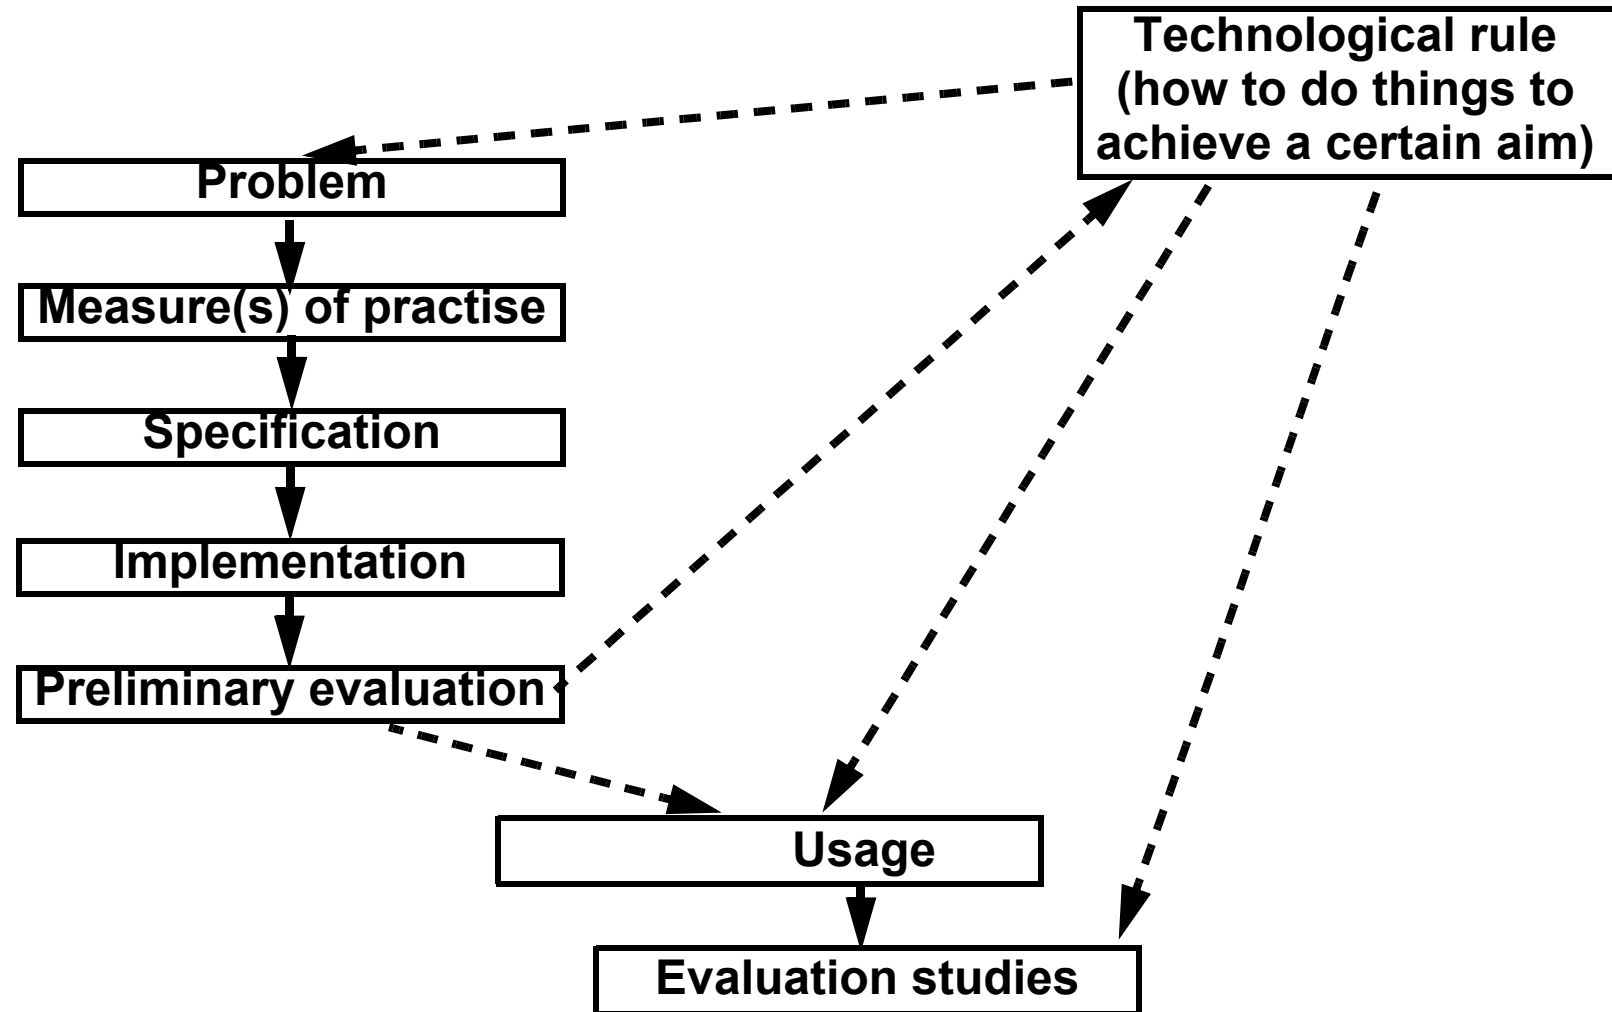 Technological rule
(how to do things to
achieve a certain aim)
Problem
Measure(s) of practise
Specification
Implementation
Preliminary evaluation
Usage
Evaluation studies